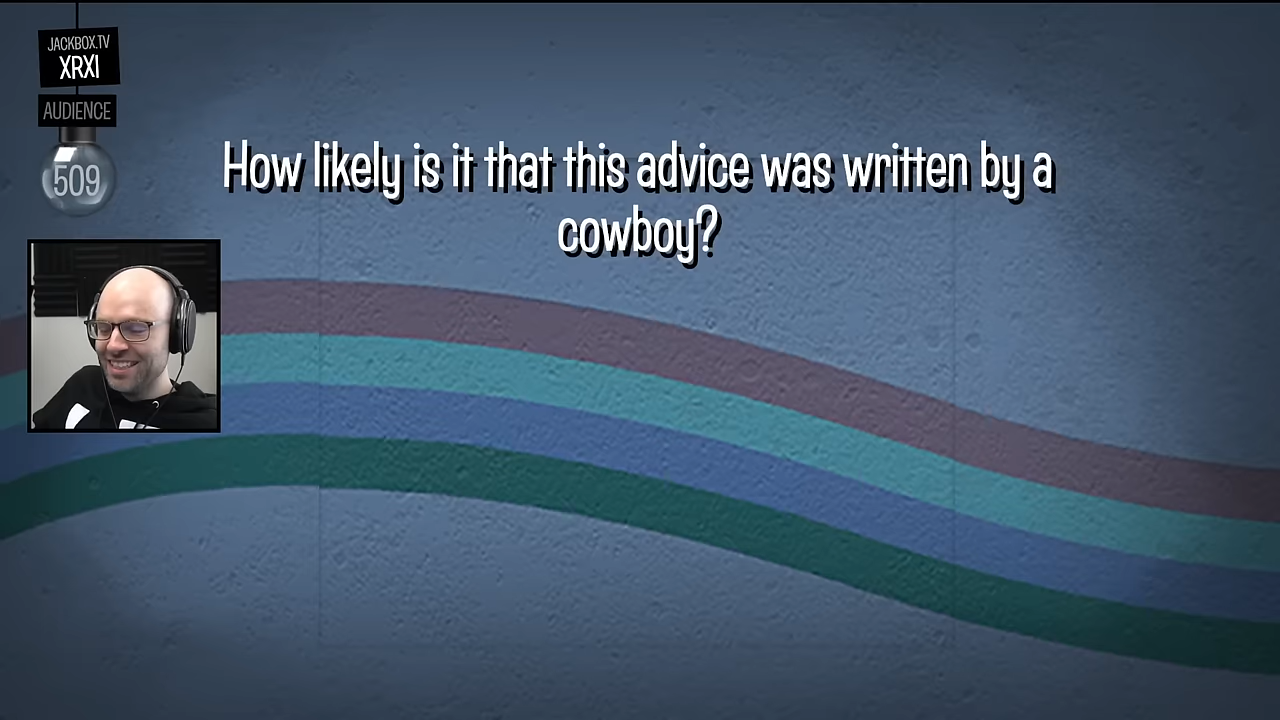 JACKBOX.TV
XRXI
AUDIENCE
509
How likely is it that this advice was written by a
cowboy?